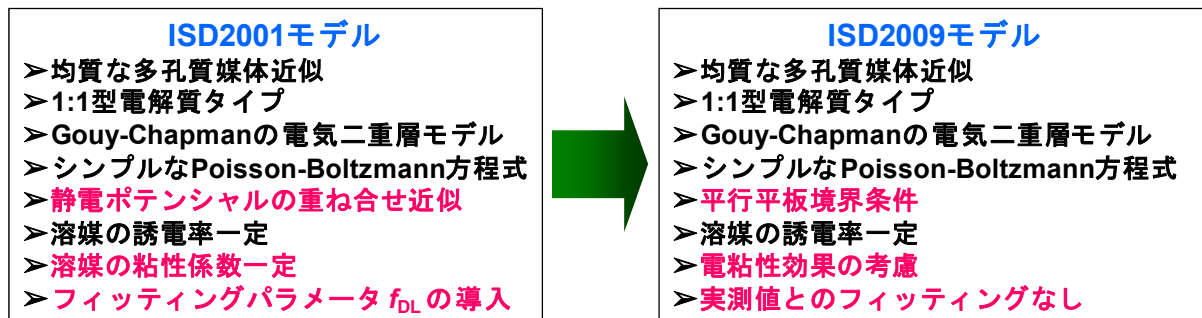 ISD2001モデル
➢均質な多孔質媒体近似
➢1:1型電解質タイプ
➢Gouy-Chapmanの電気二重層モデル
➢シンプルなPoisson-Boltzmann方程式
➢静電ポテンシャルの重ね合せ近似
➢溶媒の誘電率一定
➢溶媒の粘性係数一定
➢フィッティングパラメータ fDL の導入
ISD2009モデル
➢均質な多孔質媒体近似
➢1:1型電解質タイプ
➢Gouy-Chapmanの電気二重層モデル
➢シンプルなPoisson-Boltzmann方程式
➢平行平板境界条件
➢溶媒の誘電率一定
➢電粘性効果の考慮
➢実測値とのフィッティングなし